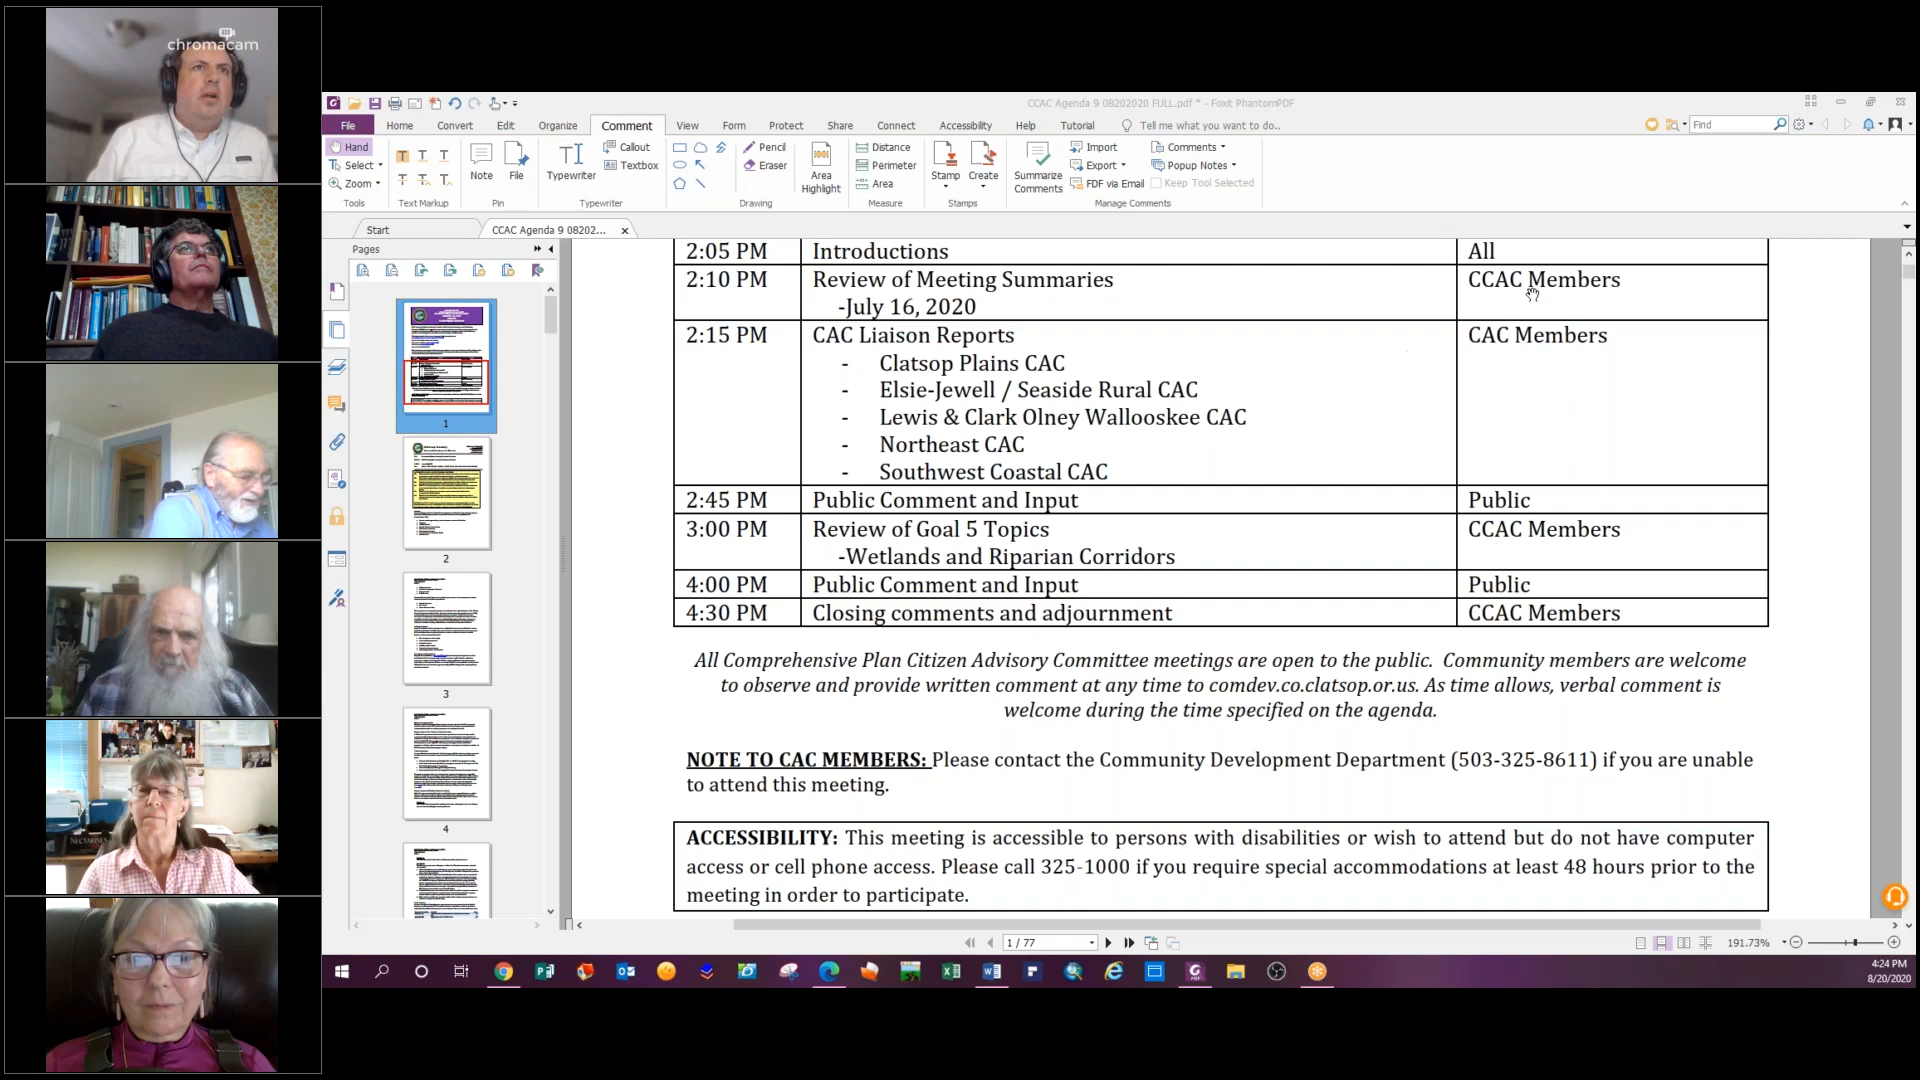 chromacam
NECTARINES
CCAC Agenda 9 08202020 FULL.pdf * - Foxit PhantomPDF
File Home Convert Edit Organize Comment View Form Protect Share Connect Accessibility Help Tutorial Tell me what you want to do.. Find
Hand
Select
Zoom
Tools
T T T
Text Markup
Note
File
Pin
Typewriter
Callout
Textbox
Typewriter
Drawing
Pencil
Eraser
Area
Highlight
Distance
Perimeter
Area
Measure
Stamp
Create
Stamps
Summarize
Comments
Import
Export
FDF via Email
Comments
Popup Notes
Keep Tool Selected
Manage Comments
Start
CCAC Agenda 9 08202...
Pages
1
2
3
4
2:05 PM Introductions All
2:10 PM Review of Meeting Summaries CCAC Members
-July 16, 2020
2:15 PM CAC Liaison Reports CAC Members
- Clatsop Plains CAC
- Elsie-Jewell / Seaside Rural CAC
- Lewis & Clark Olney Wallooskee CAC
- Northeast CAC
- Southwest Coastal CAC
2:45 PM Public Comment and Input Public
3:00 PM Review of Goal 5 Topics CCAC Members
-Wetlands and Riparian Corridors
4:00 PM Public Comment and Input Public
4:30 PM Closing comments and adjournment CCAC Members
All Comprehensive Plan Citizen Advisory Committee meetings are open to the public. Community members are welcome
to observe and provide written comment at any time to comdev.co.clatsop.or.us. As time allows, verbal comment is
welcome during the time specified on the agenda.
NOTE TO CAC MEMBERS: Please contact the Community Development Department (503-325-8611) if you are unable
to attend this meeting.
ACCESSIBILITY: This meeting is accessible to persons with disabilities or wish to attend but do not have computer
access or cell phone access. Please call 325-1000 if you require special accommodations at least 48 hours prior to the
meeting in order to participate.
1 / 77
191.73%
4:24 PM
8/20/2020